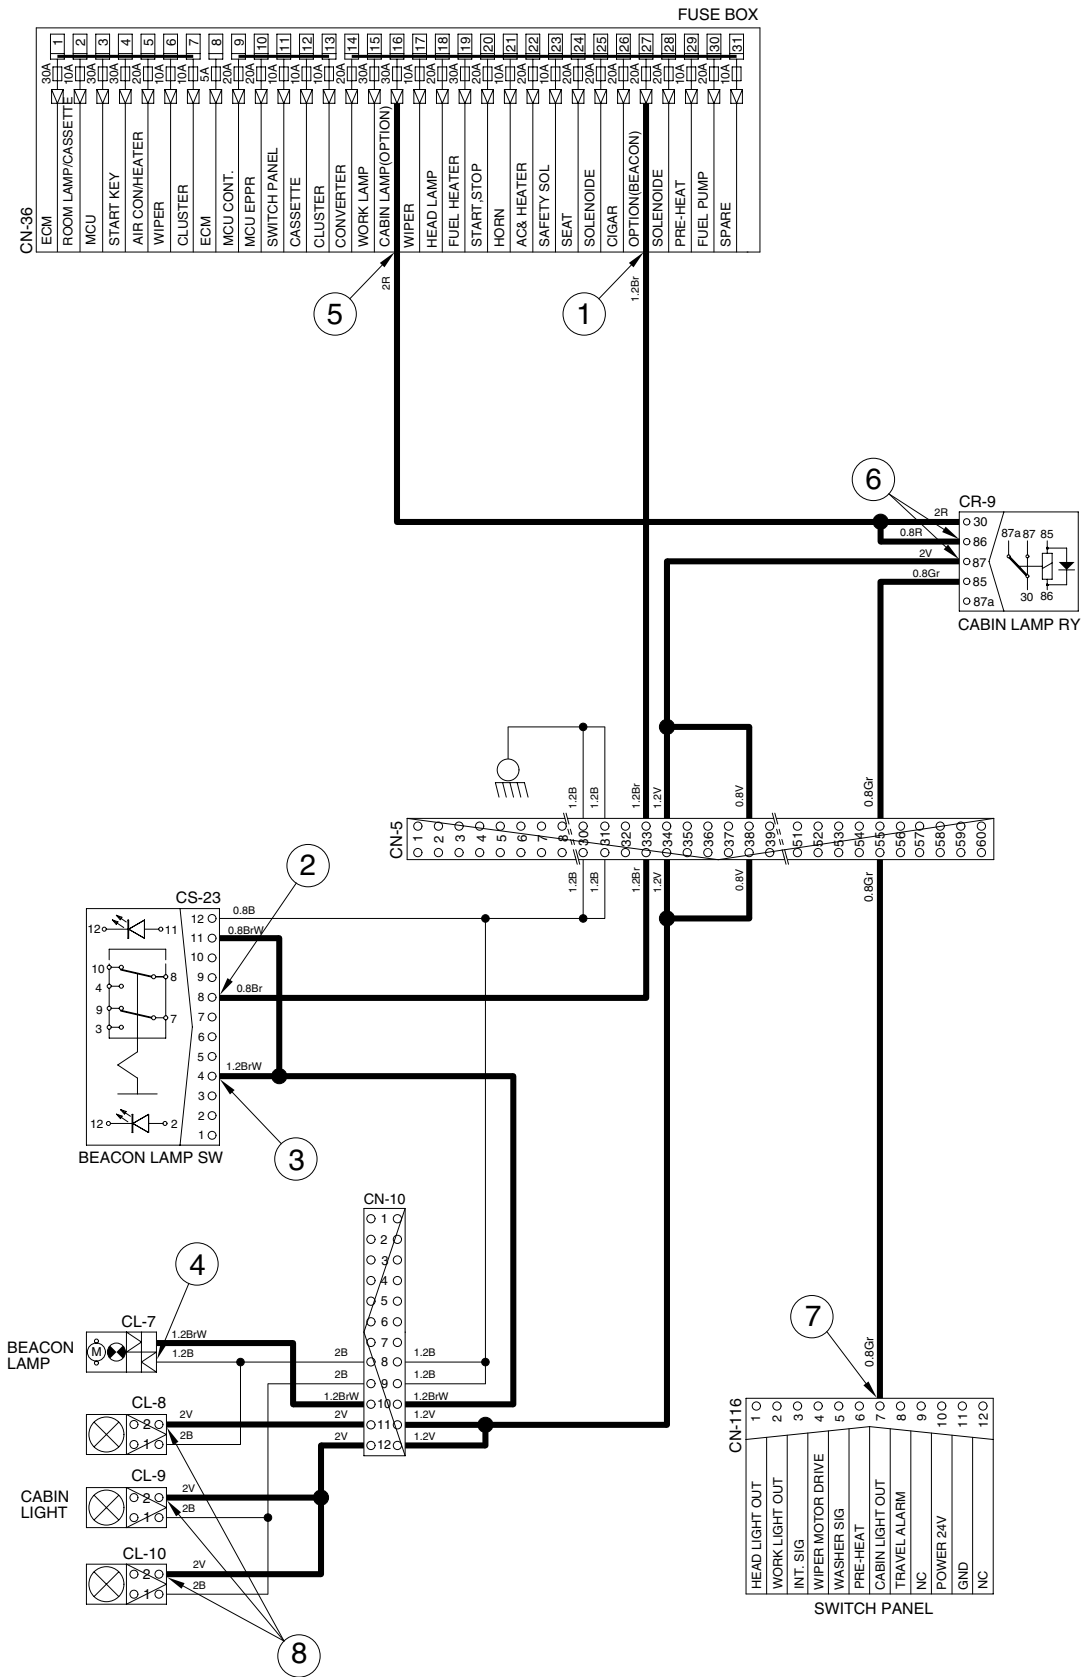 FUSE BOX
1 2 3 4 5 6 7 8 9 10 11 12 13 14 15 16 17 18 19 20 21 22 23 24 25 26 27 28 29 30 31
30A 10A 30A 30A 20A 10A 10A 5A 20A 20A 10A 10A 10A 20A 30A 30A 10A 20A 20A 10A 20A 20A 10A 20A 20A 20A 20A 20A 10A 20A 10A
CN-36
ECM
ROOM LAMP/CASSETTE
MCU
START KEY
AIR CON/HEATER
WIPER
CLUSTER
ECM
MCU CONT.
MCU EPPR
SWITCH PANEL
CASSETTE
CLUSTER
CONVERTER
WORK LAMP
CABIN LAMP(OPTION)
WIPER
HEAD LAMP
FUEL HEATER
START,STOP
HORN
AC& HEATER
SAFETY SOL
SEAT
SOLENOIDE
CIGAR
OPTION(BEACON)
SOLENOIDE
PRE-HEAT
FUEL PUMP
SPARE
2R
1.2Br
5
1
6
CR-9
2R
30
0.8R
86
2V
87
0.8Gr
85
87a
87a 87 85
30 86
CABIN LAMP RY
1.2B 1.2B 1.2Br 1.2V 0.8V 0.8Gr
CN-5
1 2 3 4 5 6 7 8 30 31 32 33 34 35 36 37 38 39 51 52 53 54 55 56 57 58 59 60
1.2B 1.2B 1.2Br 1.2V 0.8V 0.8Gr
2
CS-23
12 11
10 8
4
9 7
3
12 2
12
11
10
9
8
7
6
5
4
3
2
1
0.8B
0.8BrW
0.8Br
1.2BrW
BEACON LAMP SW
3
CN-10
1
2
3
4
5
6
7
8
9
10
11
12
4
CL-7
BEACON
LAMP
M
1.2BrW
1.2B
2B 1.2B
2B 1.2B
1.2BrW 1.2BrW
2V 1.2V
2V 1.2V
CL-8
2 2V
1 2B
CL-9
CABIN
LIGHT
2 2V
1 2B
CL-10
2 2V
1 2B
8
7
0.8Gr
CN-116
1 2 3 4 5 6 7 8 9 10 11 12
HEAD LIGHT OUT
WORK LIGHT OUT
INT. SIG
WIPER MOTOR DRIVE
WASHER SIG
PRE-HEAT
CABIN LIGHT OUT
TRAVEL ALARM
NC
POWER 24V
GND
NC
SWITCH PANEL